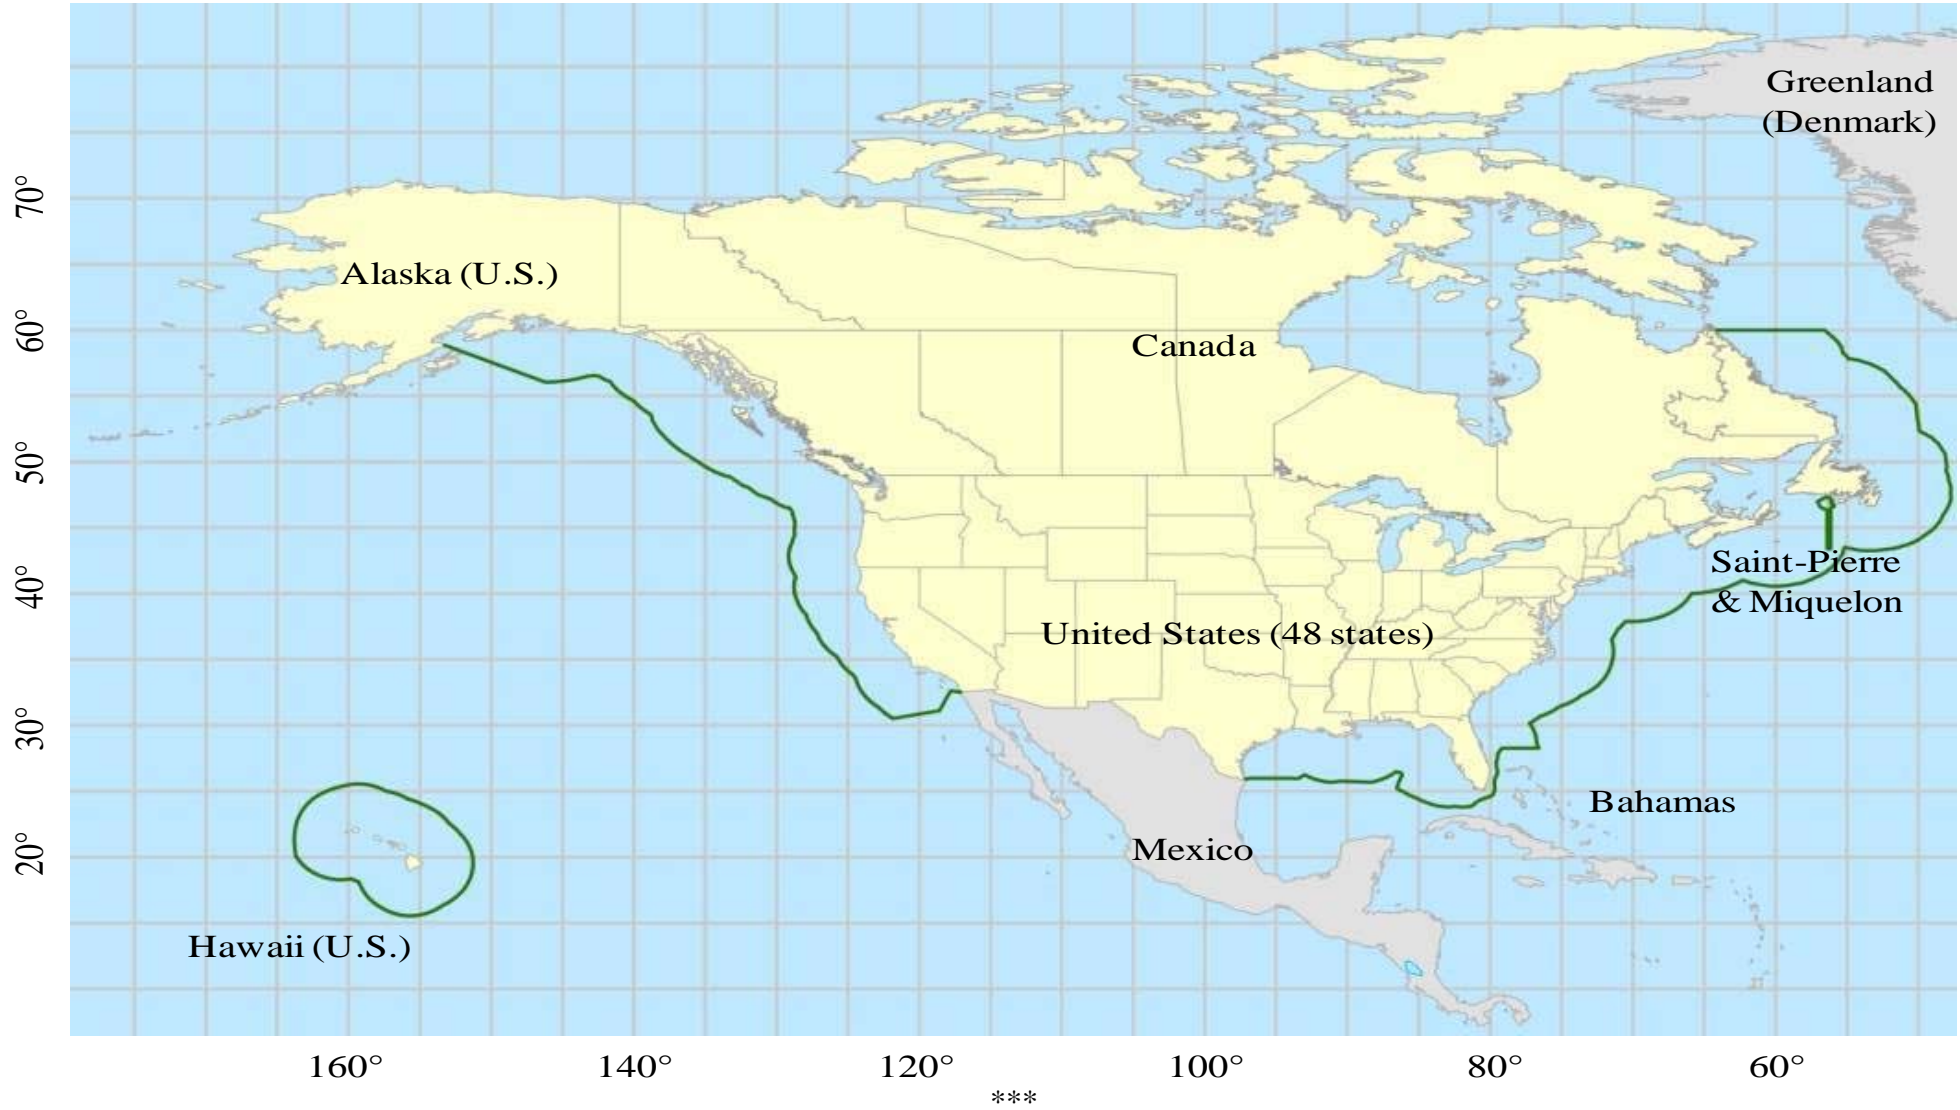 Greenland
(Denmark)
70°
Alaska (U.S.)
60°
Canada
50°
Saint-Pierre
& Miquelon
40°
United States (48 states)
30°
Bahamas
20°
Mexico
Hawaii (U.S.)
160° 140° 120° 100° 80° 60°
***